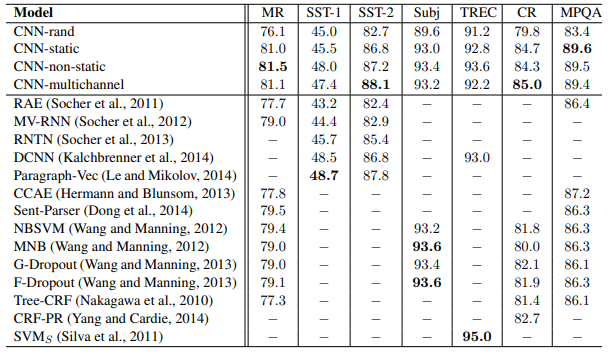 Model MR SST-1 SST-2 Subj TREC CR MPQA
CNN-rand 76.1 45.0 82.7 89.6 91.2 79.8 83.4
CNN-static 81.0 45.5 86.8 93.0 92.8 84.7 89.6
CNN-non-static 81.5 48.0 87.2 93.4 93.6 84.3 89.5
CNN-multichannel 81.1 47.4 88.1 93.2 92.2 85.0 89.4
RAE (Socher et al., 2011) 77.7 43.2 82.4 – – – 86.4
MV-RNN (Socher et al., 2012) 79.0 44.4 82.9 – – – –
RNTN (Socher et al., 2013) – 45.7 85.4 – – – –
DCNN (Kalchbrenner et al., 2014) – 48.5 86.8 – 93.0 – –
Paragraph-Vec (Le and Mikolov, 2014) – 48.7 87.8 – – – –
CCAE (Hermann and Blunsom, 2013) 77.8 – – – – – 87.2
Sent-Parser (Dong et al., 2014) 79.5 – – – – – 86.3
NBSVM (Wang and Manning, 2012) 79.4 – – 93.2 – 81.8 86.3
MNB (Wang and Manning, 2012) 79.0 – – 93.6 – 80.0 86.3
G-Dropout (Wang and Manning, 2013) 79.0 – – 93.4 – 82.1 86.1
F-Dropout (Wang and Manning, 2013) 79.1 – – 93.6 – 81.9 86.3
Tree-CRF (Nakagawa et al., 2010) 77.3 – – – – 81.4 86.1
CRF-PR (Yang and Cardie, 2014) – – – – – 82.7 –
SVMS (Silva et al., 2011) – – – – 95.0 – –